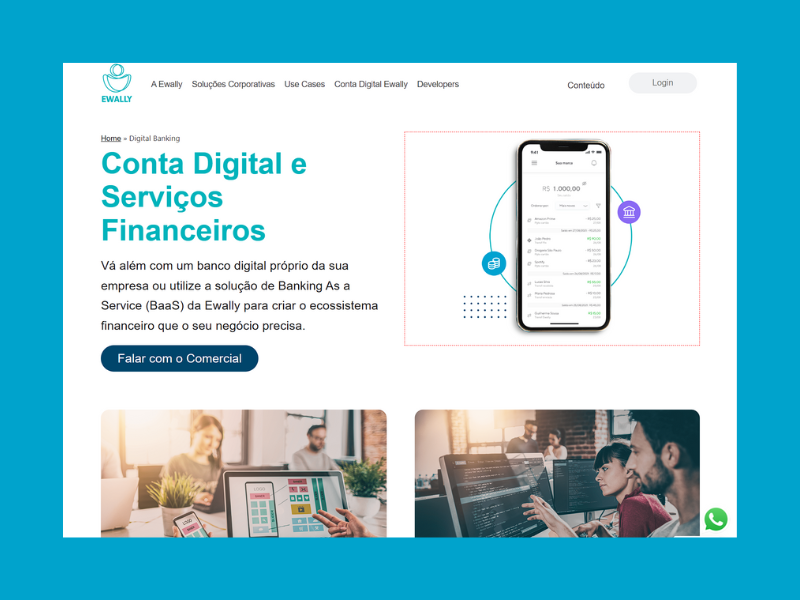 EWALLY
A Ewally
Soluções Corporativas
Use Cases
Conta Digital Ewally
Developers
Conteúdo
Login
Home » Digital Banking
Conta Digital e
Serviços
Financeiros
Vá além com um banco digital próprio da sua
empresa ou utilize a solução de Banking As a
Service (BaaS) da Ewally para criar o ecossistema
financeiro que o seu negócio precisa.
Falar com o Comercial
9:41
R$ 1.000,00